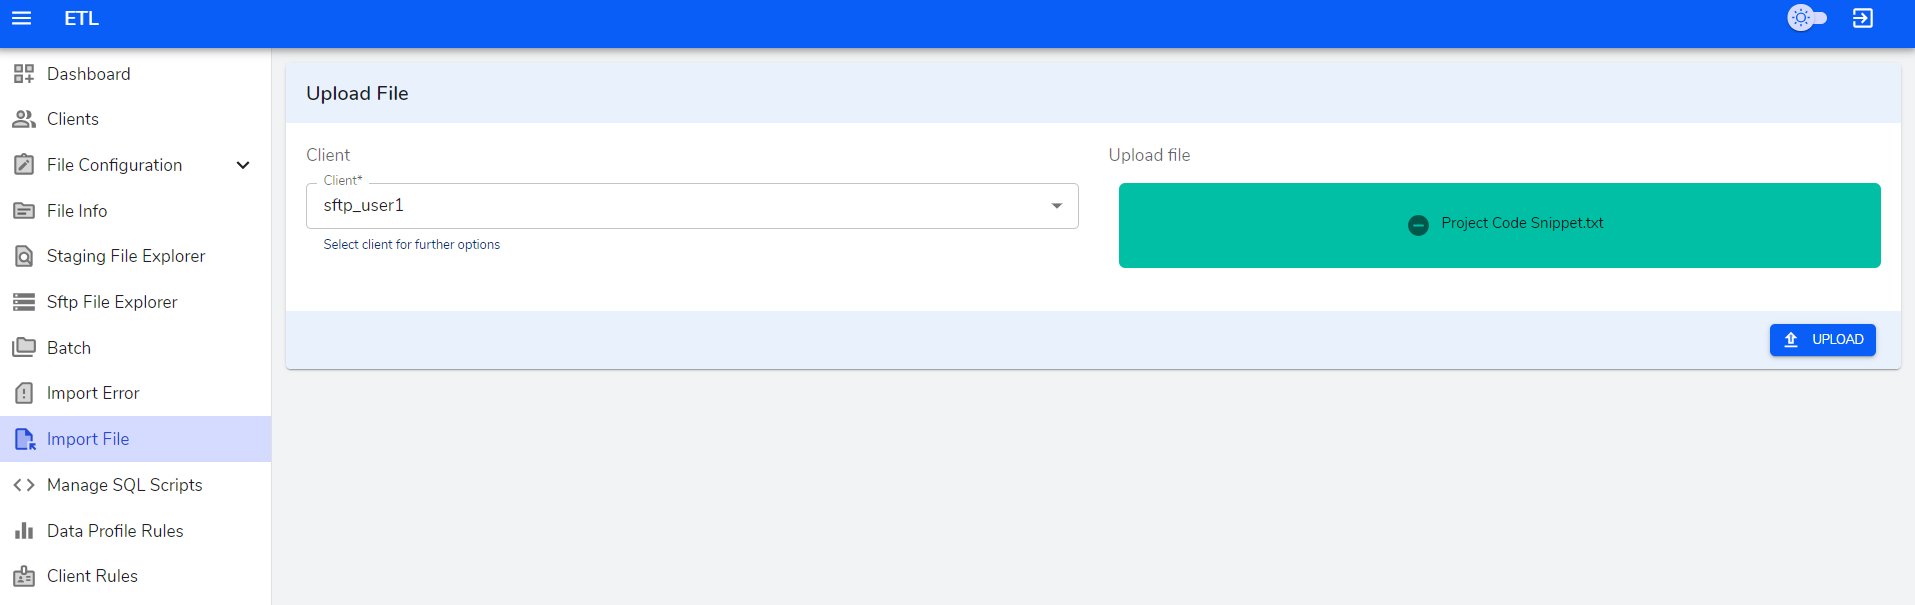 ETL
Dashboard
Clients
File Configuration
File Info
Staging File Explorer
Sftp File Explorer
Batch
Import Error
Import File
Manage SQL Scripts
Data Profile Rules
Client Rules
Upload File
Client
Client*
sftp_user1
Select client for further options
Upload file
Project Code Snippet.txt
UPLOAD